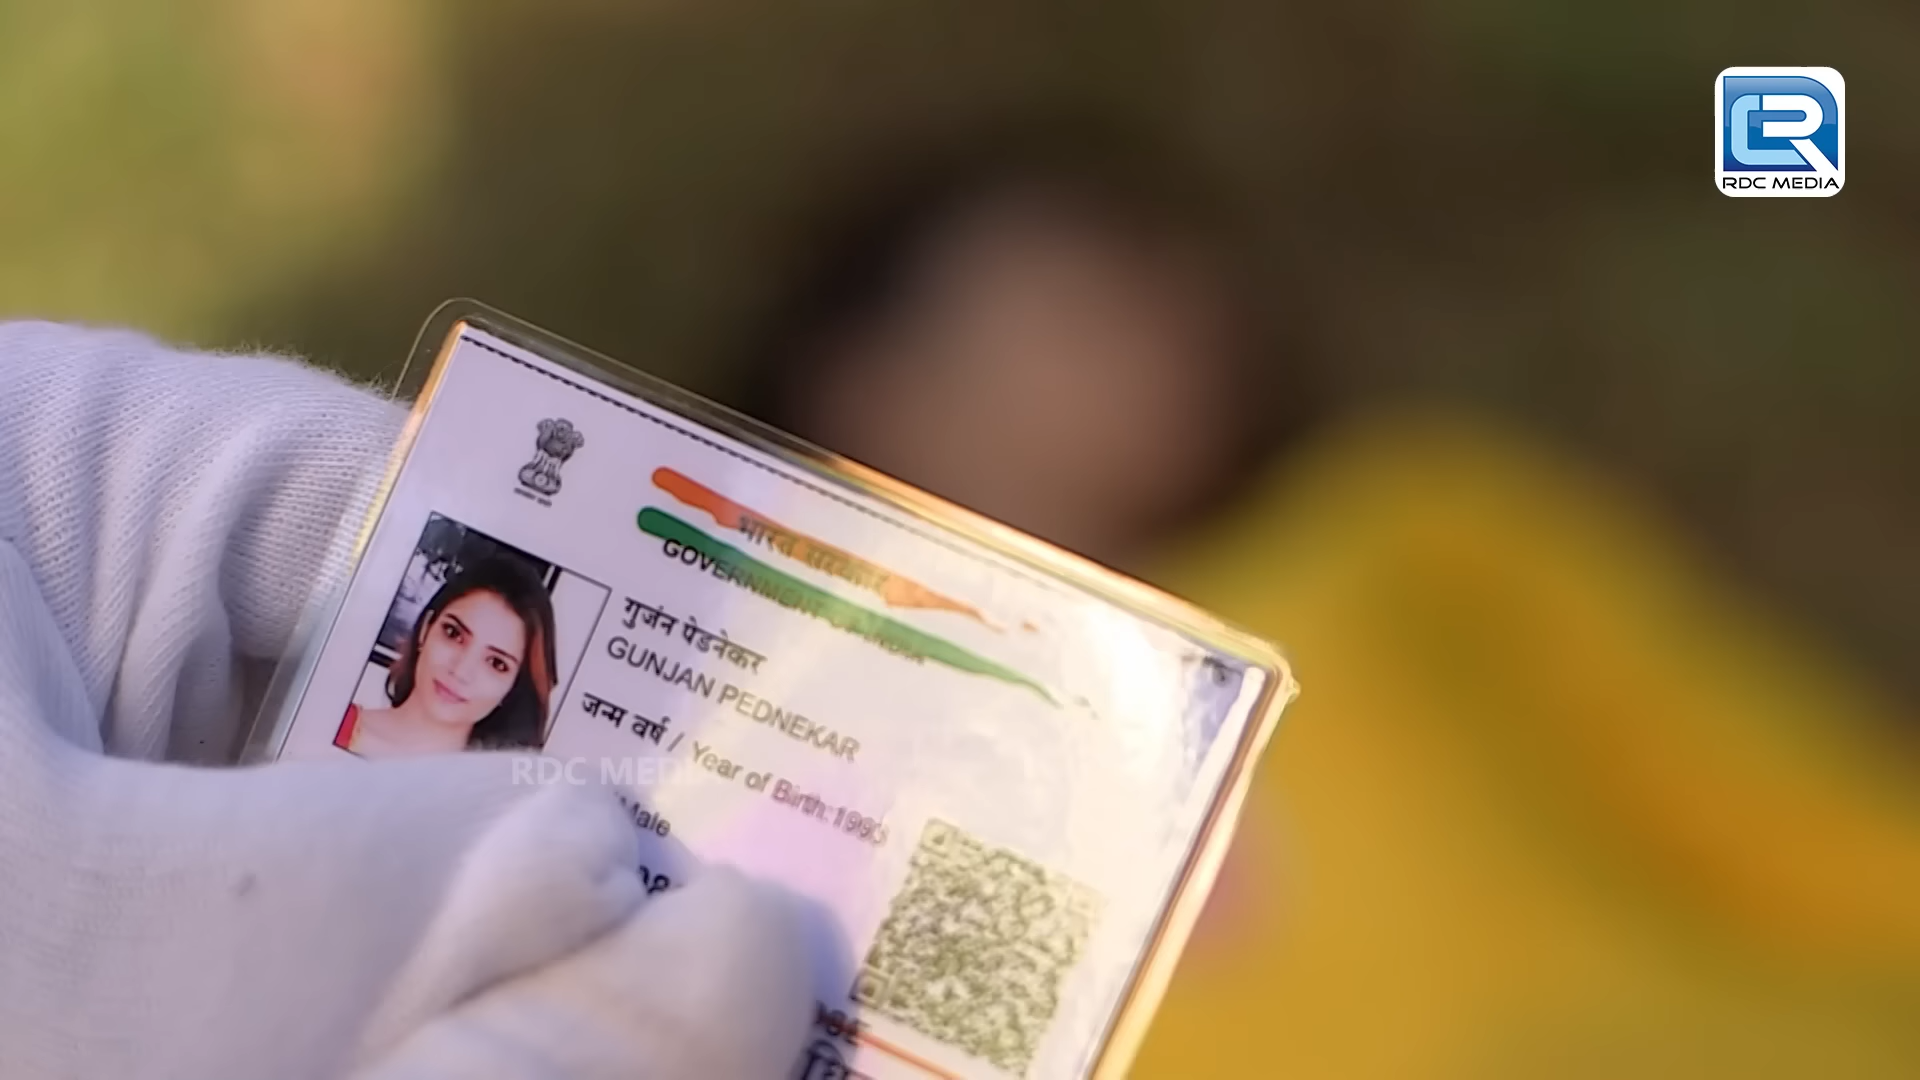 RDC MEDIA
भारत सरकार
GOVERNMENT OF INDIA
गुजंन पेडनेकर
GUNJAN PEDNEKAR
जन्म वर्ष / Year of Birth:1993
Male
RDC MEDIA